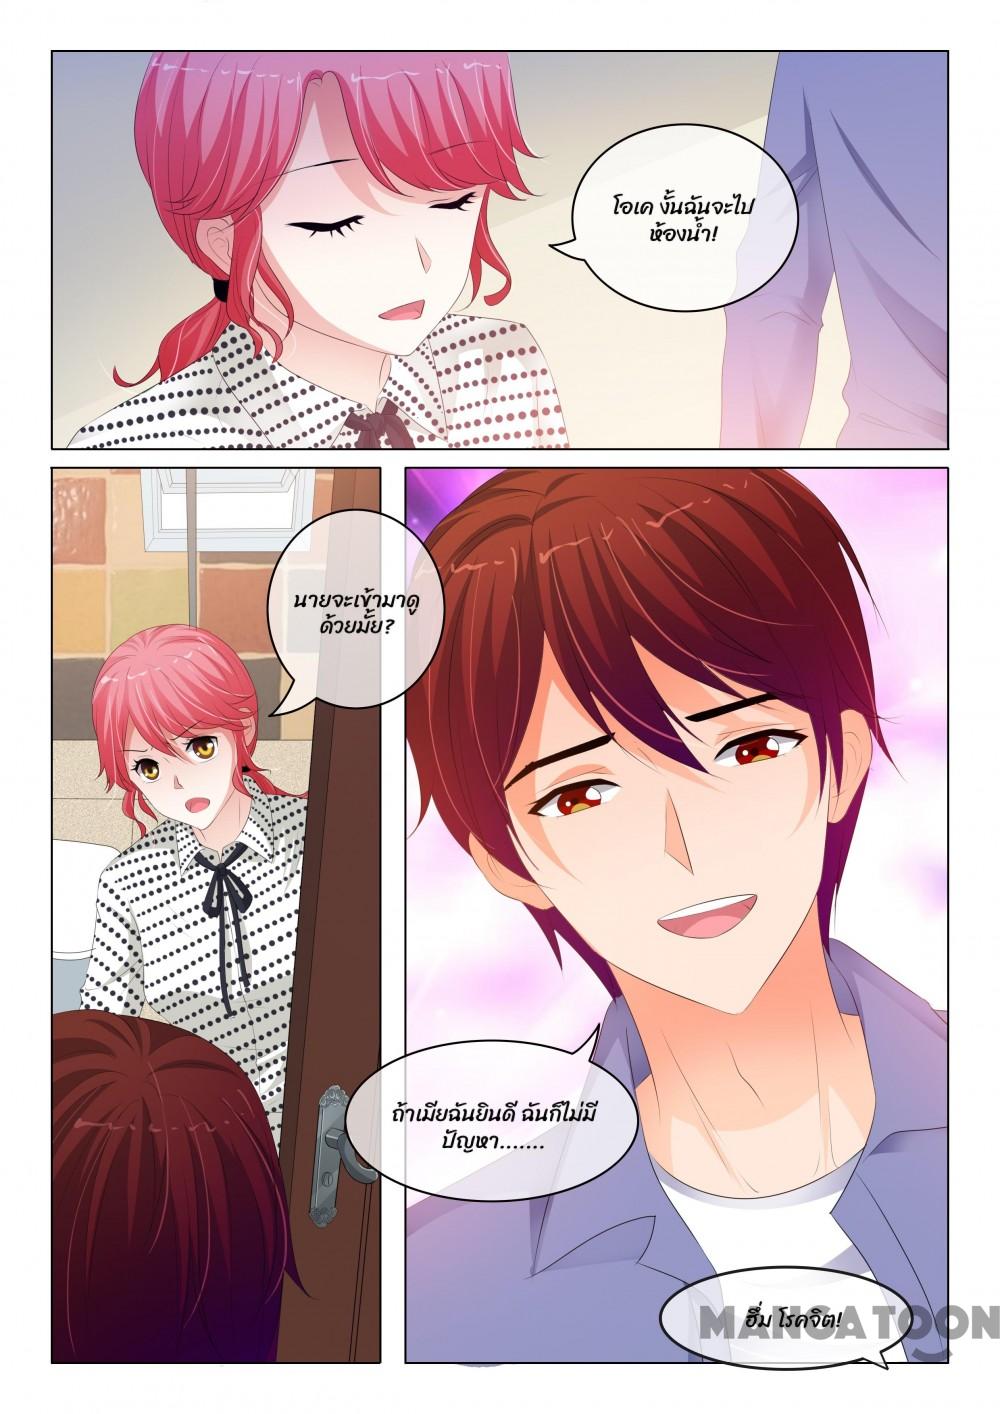 โอเค งั้นฉันจะไป
ห้องน้ำ!
นายจะเข้ามาดู
ด้วยมั้ย?
ถ้าเมียฉันยินดี ฉันก็ไม่มี
ปัญหา.......
ฮึ่ม โรคจิต!
MANGATOON